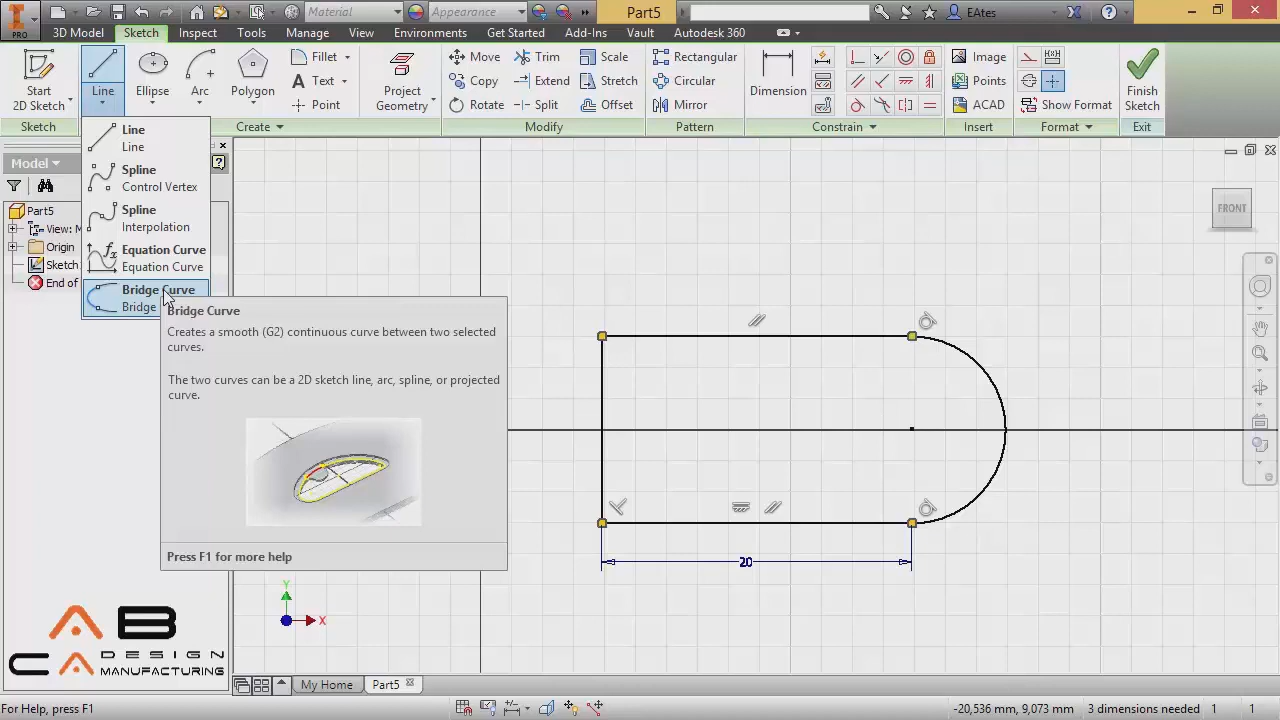 PRO
Material
Appearance
Part5
EAtes
3D Model
Sketch
Inspect
Tools
Manage
View
Environments
Get Started
Add-Ins
Vault
Autodesk 360
Start
2D Sketch
Line
Ellipse
Arc
Polygon
Fillet
Text
Point
Project
Geometry
Move
Copy
Rotate
Trim
Extend
Split
Scale
Stretch
Offset
Rectangular
Circular
Mirror
Dimension
Image
Points
ACAD
Show Format
Finish
Sketch
Sketch
Create
Modify
Pattern
Constrain
Insert
Format
Exit
Line
Line
Spline
Control Vertex
Spline
Interpolation
Equation Curve
Equation Curve
Bridge Curve
Bridge
Model
Part5
View: M
Origin
Sketch
End of
Bridge Curve
Creates a smooth (G2) continuous curve between two selected
curves.
The two curves can be a 2D sketch line, arc, spline, or projected
curve.
Press F1 for more help
FRONT
20
Y
X
AB
CA DESIGN
MANUFACTURING
My Home
Part5
For Help, press F1
-20,536 mm, 9,073 mm
3 dimensions needed
1
1